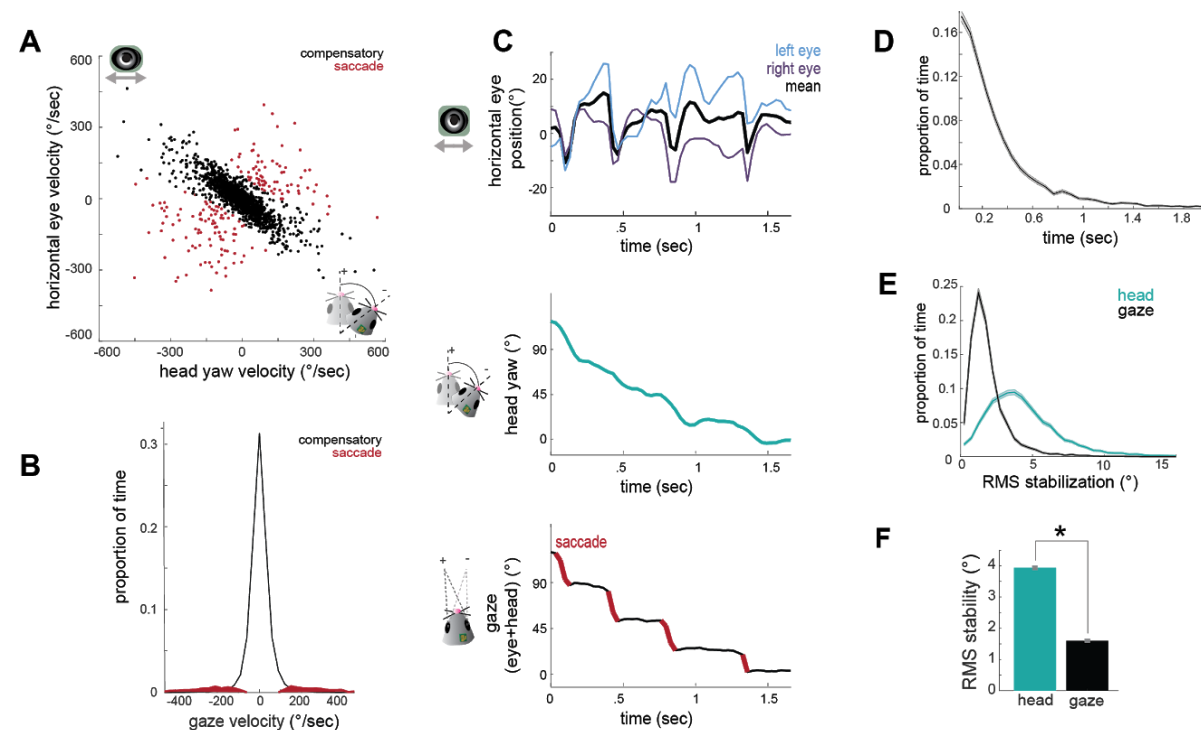 A
600
300
0
-300
-600
horizontal eye velocity (°/sec)
compensatory
saccade
+
-
-600
-300
0
300
600
head yaw velocity (°/sec)
B
0.3
0.2
0.1
0
proportion of time
compensatory
saccade
-400
-200
0
200
400
gaze velocity (°/sec)
C
left eye
right eye
mean
20
0
-20
horizontal eye
position(°)
0
.5
1
1.5
time (sec)
+
-
90
45
0
head yaw (°)
0
.5
1
1.5
time (sec)
+
-
saccade
90
45
0
gaze
(eye+head) (°)
0
.5
1
1.5
time (sec)
D
0.16
0.12
0.08
0.04
0
proportion of time
0.2
0.6
1
1.4
1.8
time (sec)
E
0.25
0.2
0.15
0.1
0.05
0
proportion of time
head
gaze
0
5
10
15
RMS stabilization (°)
F
*
4
3
2
1
0
RMS stability (°)
head
gaze